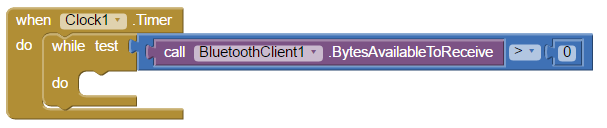 when Clock1 .Timer
do while test call BluetoothClient1 .BytesAvailableToReceive > 0
do